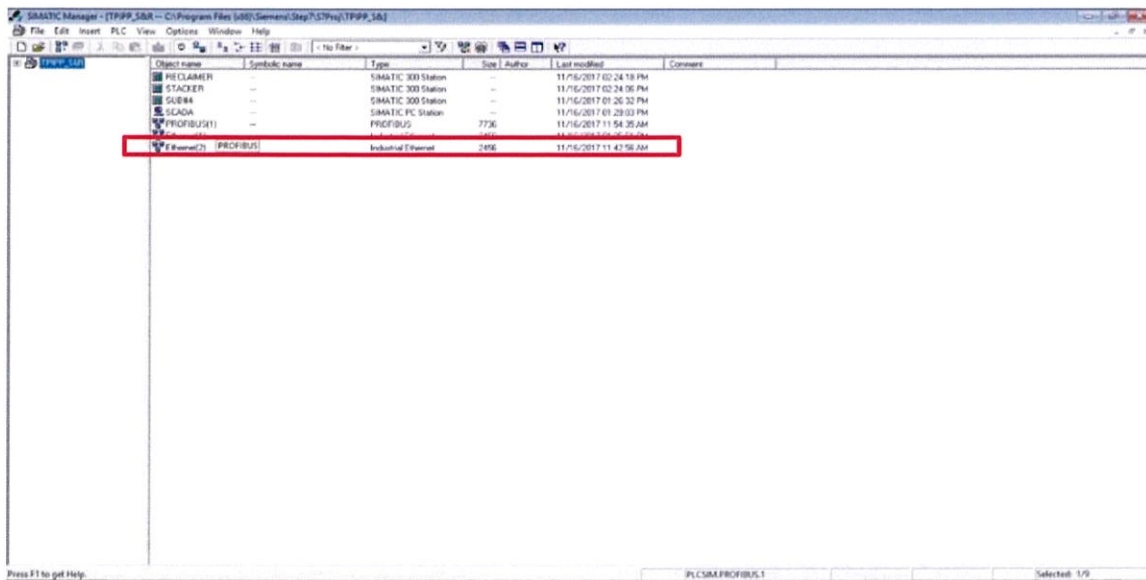 SIMATIC Manager - [TPIPP_S&R -- C:\Program Files (x86)\Siemens\Step7\S7Proj\TPIPP_S&]
File Edit Insert PLC View Options Window Help
< No Filter >
TPIPP_S&R
Object name Symbolic name Type Size Author Last modified Comment
RECLAIMER -- SIMATIC 300 Station -- 11/16/2017 02:24:18 PM
STACKER -- SIMATIC 300 Station -- 11/16/2017 02:24:06 PM
SUB#4 -- SIMATIC 300 Station -- 11/16/2017 01:26:32 PM
SCADA -- SIMATIC PC Station -- 11/16/2017 01:29:03 PM
PROFIBUS(1) -- PROFIBUS 7736 11/16/2017 11:54:35 AM
Ethernet(2) PROFIBUS Industrial Ethernet 2456 11/16/2017 11:42:56 AM
Press F1 to get Help. PLCSIM.PROFIBUS.1 Selected: 1/9